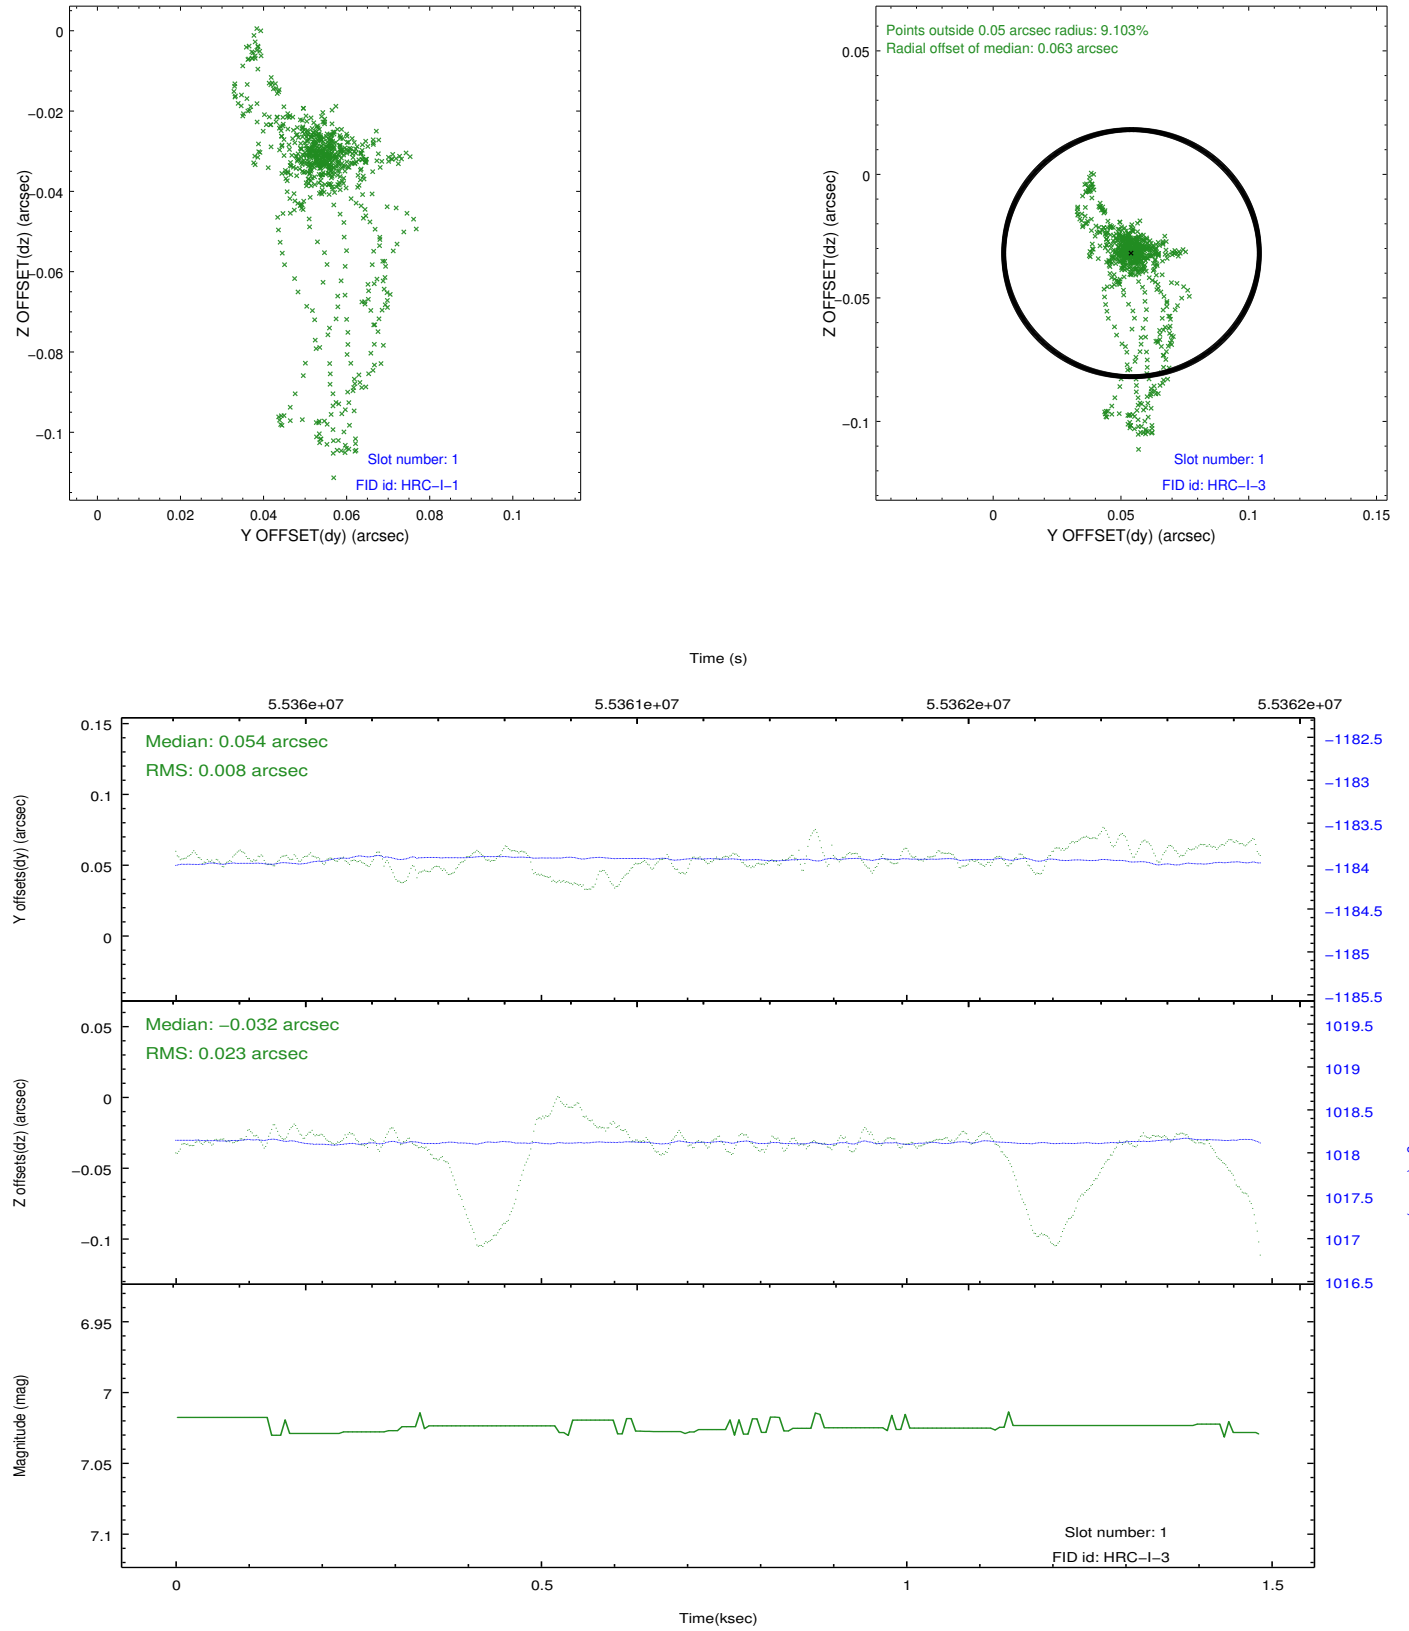 0
−0.02
−0.04
−0.06
−0.08
−0.1
Z OFFSET(dz) (arcsec)
Slot number: 1
FID id: HRC−I−1
0 0.02 0.04 0.06 0.08 0.1
Y OFFSET(dy) (arcsec)
Points outside 0.05 arcsec radius: 9.103%
Radial offset of median: 0.063 arcsec
0.05
0
−0.05
−0.1
Z OFFSET(dz) (arcsec)
Slot number: 1
FID id: HRC−I−3
0 0.05 0.1 0.15
Y OFFSET(dy) (arcsec)
Time (s)
5.536e+07 5.5361e+07 5.5362e+07 5.5362e+07
Median: 0.054 arcsec
RMS: 0.008 arcsec
0.15
0.1
0.05
0
Y offsets(dy) (arcsec)
−1182.5
−1183
−1183.5
−1184
−1184.5
−1185
−1185.5
Median: −0.032 arcsec
RMS: 0.023 arcsec
0.05
0
−0.05
−0.1
Z offsets(dz) (arcsec)
1019.5
1019
1018.5
1018
1017.5
1017
1016.5
6.95
7
7.05
7.1
Magnitude (mag)
Slot number: 1
FID id: HRC−I−3
0 0.5 1 1.5
Time(ksec)